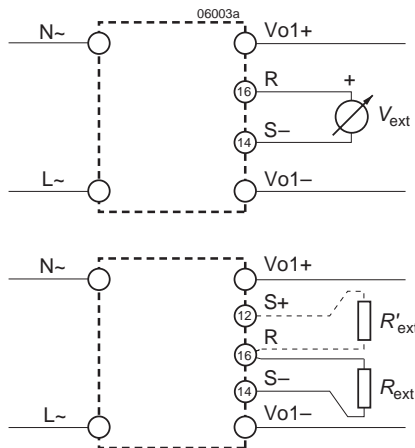 06003a
N~ Vo1+
16 R +
Vext
14 S–
L~ Vo1–
N~ Vo1+
12 S+
R'ext
16 R
14 S–
Rext
L~ Vo1–